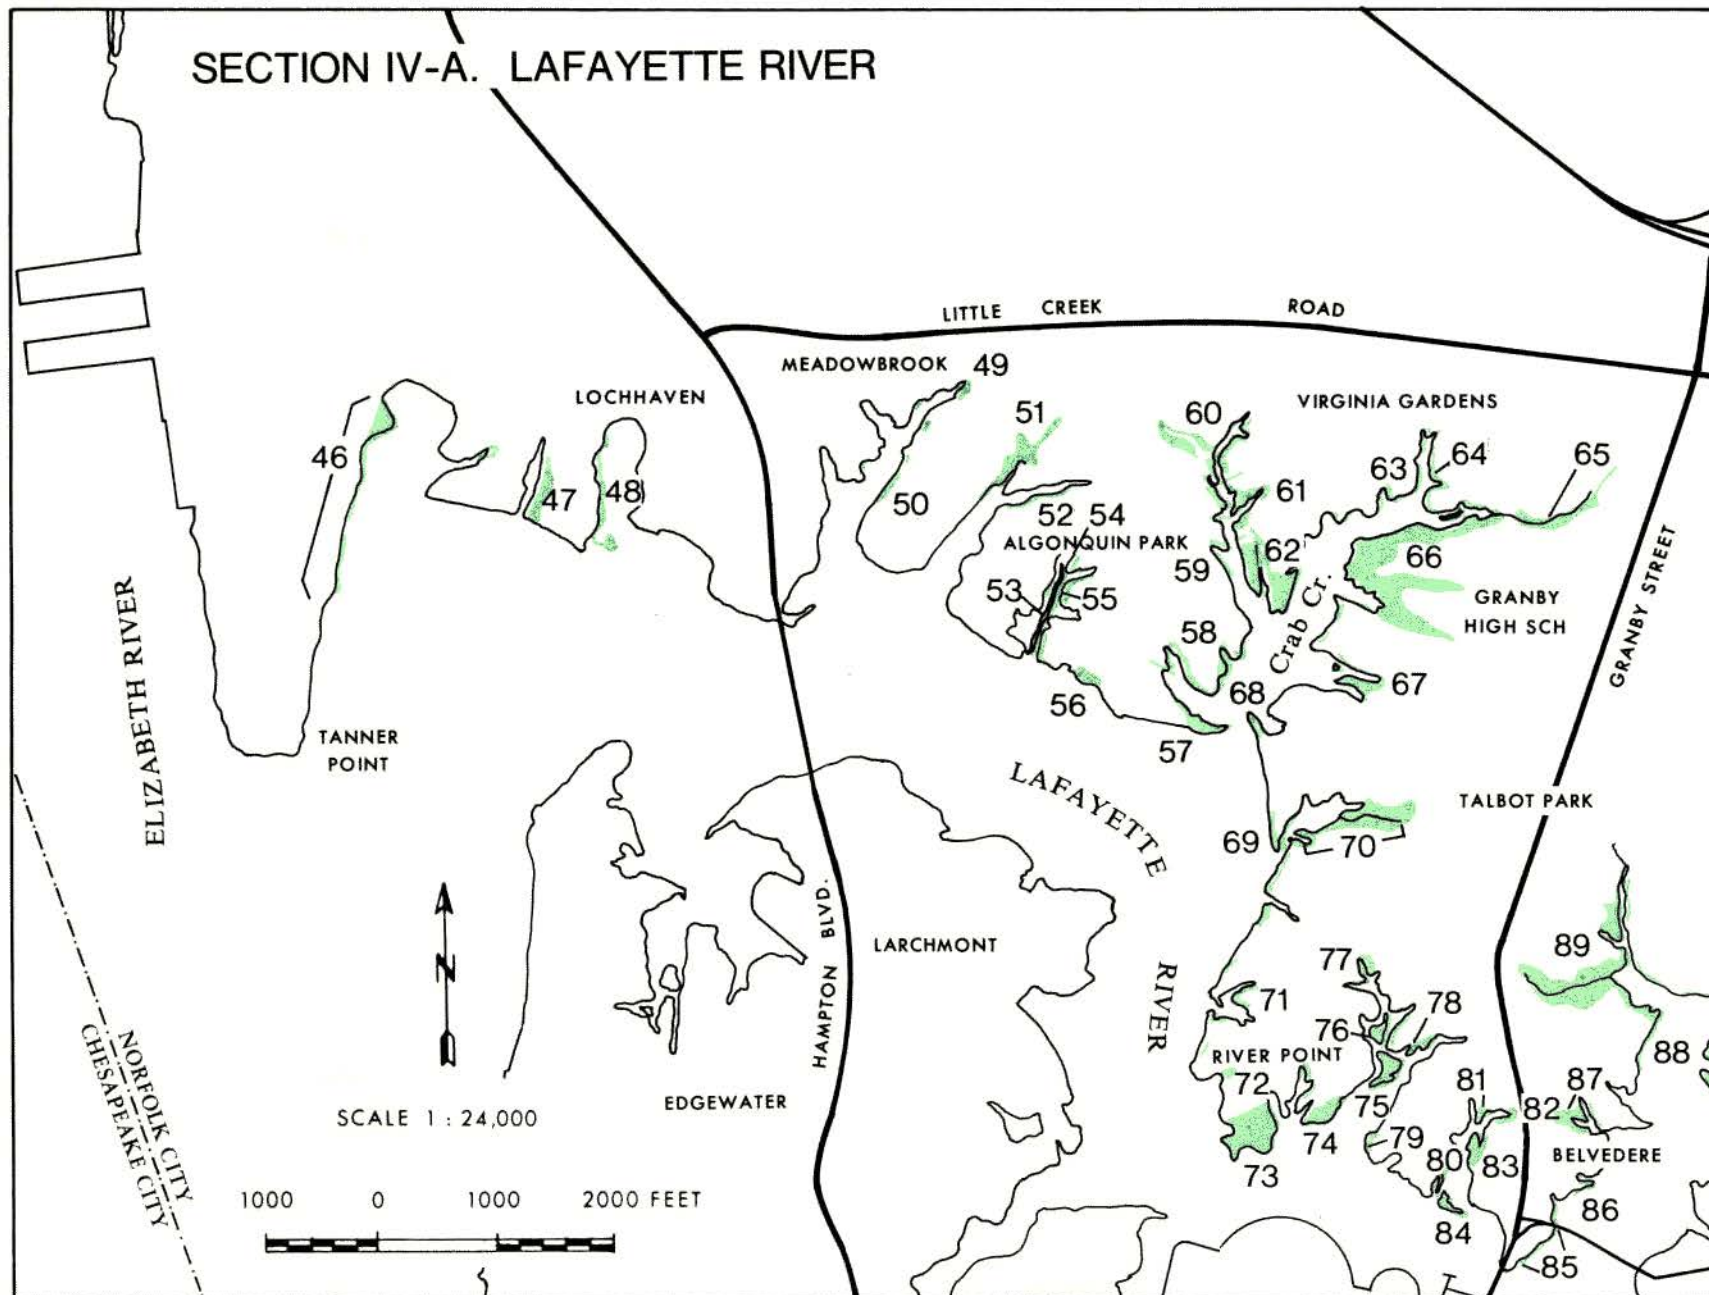 SECTION IV-A. LAFAYETTE RIVER
LITTLE CREEK ROAD
MEADOWBROOK
49
LOCHHAVEN
VIRGINIA GARDENS
51
60
46
63
64
65
47
48
50
61
52
54
ALGONQUIN PARK
62
66
59
53
55
GRANBY
HIGH SCH
GRANBY STREET
Crab Cr.
58
67
68
56
57
ELIZABETH RIVER
TANNER
POINT
LAFAYETTE
RIVER
TALBOT PARK
69
70
HAMPTON BLVD.
LARCHMONT
89
77
71
78
76
RIVER POINT
88
N
72
81
82
87
EDGEWATER
SCALE 1 : 24,000
75
74
79
73
80
83
BELVEDERE
86
84
85
NORFOLK CITY
CHESAPEAKE CITY
1000 0 1000 2000 FEET